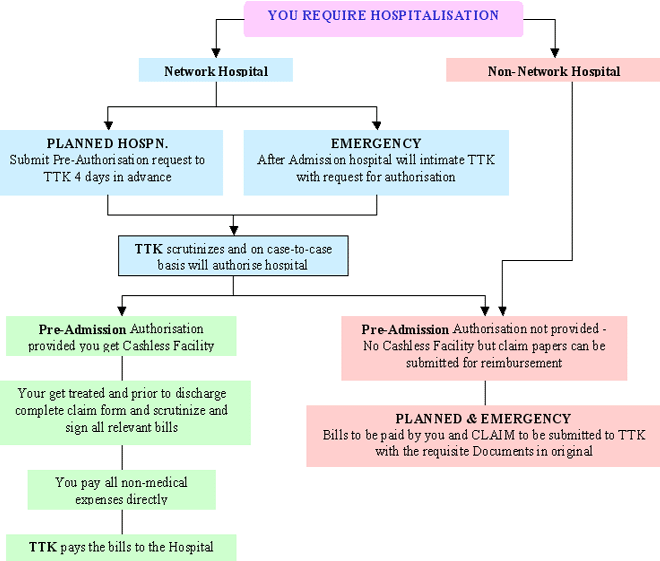 YOU REQUIRE HOSPITALISATION
Network Hospital
Non-Network Hospital
PLANNED HOSPN.
Submit Pre-Authorisation request to
TTK 4 days in advance
EMERGENCY
After Admission hospital will intimate TTK
with request for authorisation
TTK scrutinizes and on case-to-case
basis will authorise hospital
Pre-Admission Authorisation
provided you get Cashless Facility
Pre-Admission Authorisation not provided -
No Cashless Facility but claim papers can be
submitted for reimbursement
Your get treated and prior to discharge
complete claim form and scrutinize and
sign all relevant bills
PLANNED & EMERGENCY
Bills to be paid by you and CLAIM to be submitted to TTK
with the requisite Documents in original
You pay all non-medical
expenses directly
TTK pays the bills to the Hospital